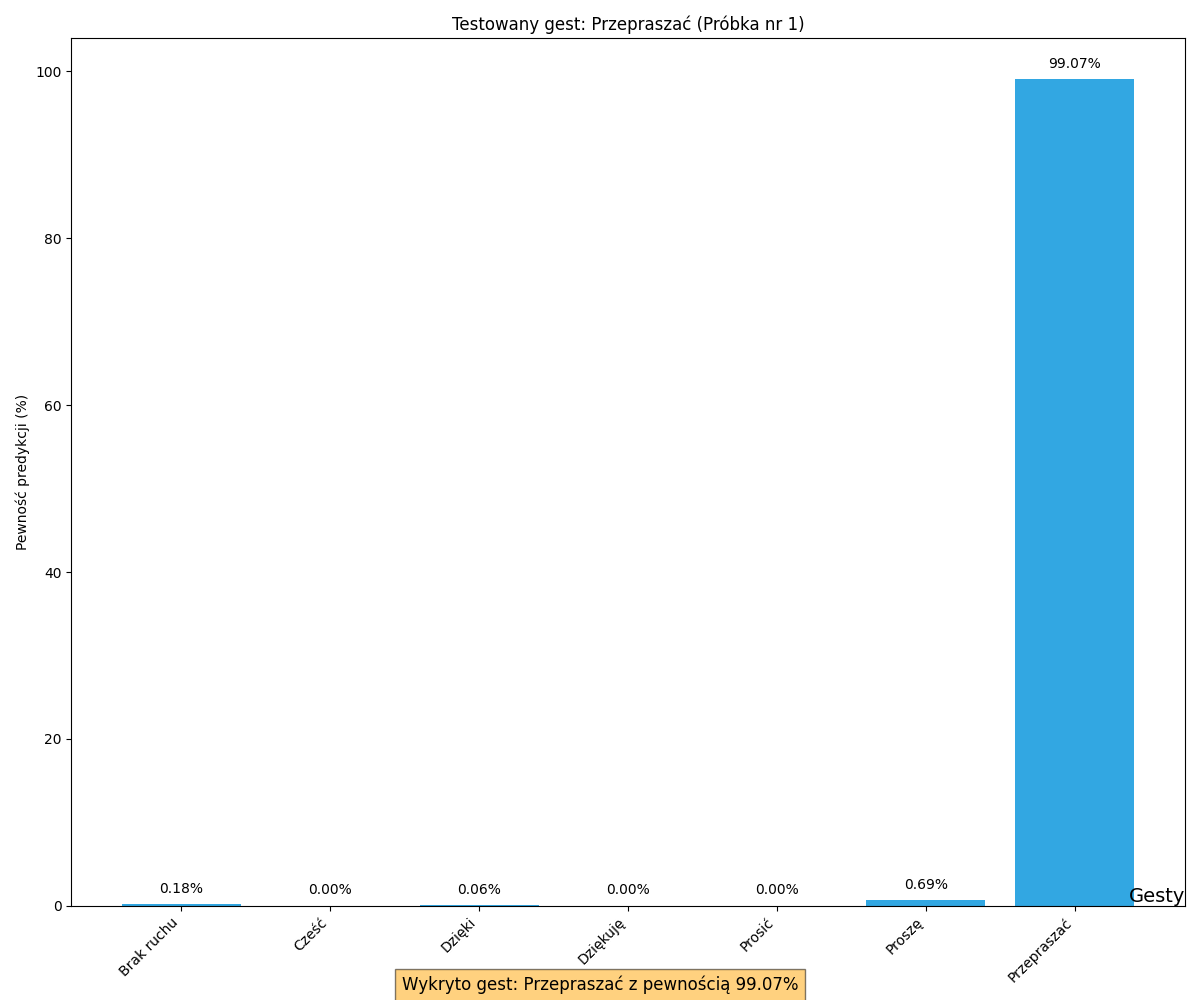 Testowany gest: Przepraszać (Próbka nr 1)
Pewność predykcji (%)
100
80
60
40
20
0
0.18%
0.00%
0.06%
0.00%
0.00%
0.69%
99.07%
Gesty
Brak ruchu
Cześć
Dzięki
Dziękuję
Prosić
Proszę
Przepraszać
Wykryto gest: Przepraszać z pewnością 99.07%